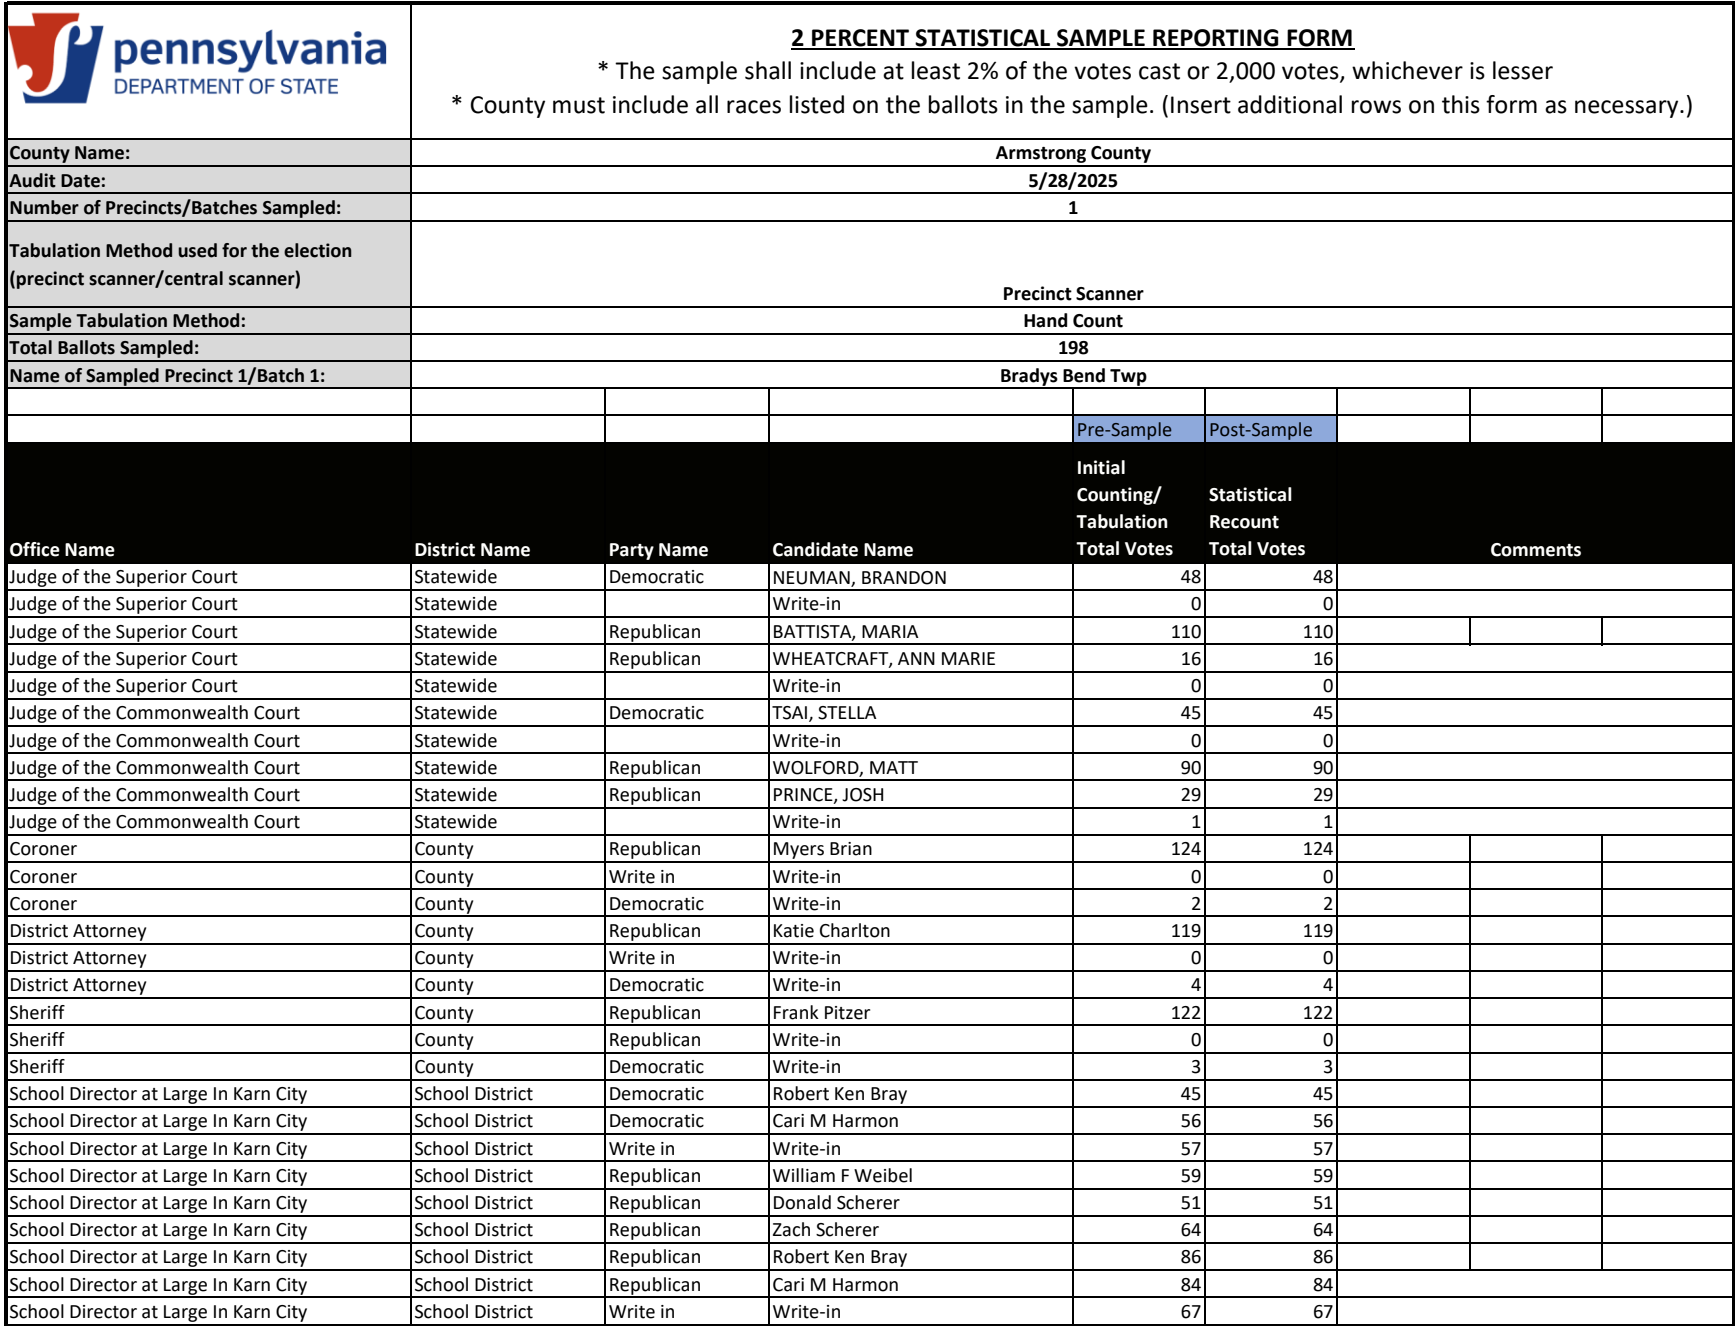 pennsylvania
DEPARTMENT OF STATE
2 PERCENT STATISTICAL SAMPLE REPORTING FORM
* The sample shall include at least 2% of the votes cast or 2,000 votes, whichever is lesser
* County must include all races listed on the ballots in the sample. (Insert additional rows on this form as necessary.)
County Name: Armstrong County
Audit Date: 5/28/2025
Number of Precincts/Batches Sampled: 1
Tabulation Method used for the election
(precinct scanner/central scanner)
Precinct Scanner
Sample Tabulation Method: Hand Count
Total Ballots Sampled: 198
Name of Sampled Precinct 1/Batch 1: Bradys Bend Twp
Pre-Sample Post-Sample
Office Name District Name Party Name Candidate Name
Initial
Counting/
Tabulation
Total Votes
Statistical
Recount
Total Votes
Comments
Judge of the Superior Court Statewide Democratic NEUMAN, BRANDON 48 48
Judge of the Superior Court Statewide Write-in 0 0
Judge of the Superior Court Statewide Republican BATTISTA, MARIA 110 110
Judge of the Superior Court Statewide Republican WHEATCRAFT, ANN MARIE 16 16
Judge of the Superior Court Statewide Write-in 0 0
Judge of the Commonwealth Court Statewide Democratic TSAI, STELLA 45 45
Judge of the Commonwealth Court Statewide Write-in 0 0
Judge of the Commonwealth Court Statewide Republican WOLFORD, MATT 90 90
Judge of the Commonwealth Court Statewide Republican PRINCE, JOSH 29 29
Judge of the Commonwealth Court Statewide Write-in 1 1
Coroner County Republican Myers Brian 124 124
Coroner County Write in Write-in 0 0
Coroner County Democratic Write-in 2 2
District Attorney County Republican Katie Charlton 119 119
District Attorney County Write in Write-in 0 0
District Attorney County Democratic Write-in 4 4
Sheriff County Republican Frank Pitzer 122 122
Sheriff County Republican Write-in 0 0
Sheriff County Democratic Write-in 3 3
School Director at Large In Karn City School District Democratic Robert Ken Bray 45 45
School Director at Large In Karn City School District Democratic Cari M Harmon 56 56
School Director at Large In Karn City School District Write in Write-in 57 57
School Director at Large In Karn City School District Republican William F Weibel 59 59
School Director at Large In Karn City School District Republican Donald Scherer 51 51
School Director at Large In Karn City School District Republican Zach Scherer 64 64
School Director at Large In Karn City School District Republican Robert Ken Bray 86 86
School Director at Large In Karn City School District Republican Cari M Harmon 84 84
School Director at Large In Karn City School District Write in Write-in 67 67